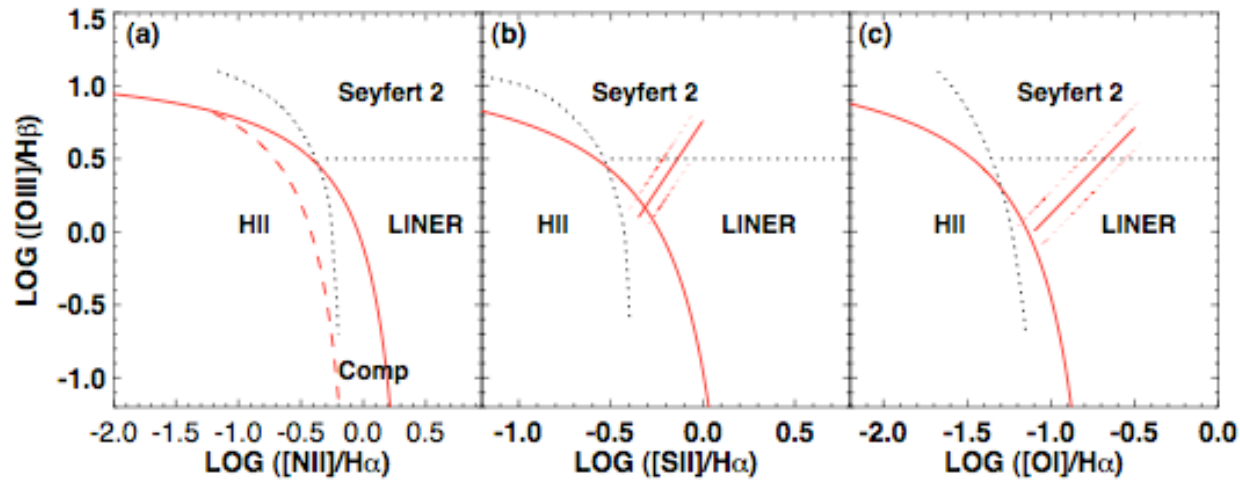 LOG ([OIII]/Hβ)
1.5
1.0
0.5
0.0
-0.5
-1.0
(a)
Seyfert 2
HII
LINER
Comp
-2.0 -1.5 -1.0 -0.5 0.0 0.5
LOG ([NII]/Hα)
(b)
Seyfert 2
HII
LINER
-1.0 -0.5 0.0 0.5
LOG ([SII]/Hα)
(c)
Seyfert 2
HII
LINER
-2.0 -1.5 -1.0 -0.5 0.0
LOG ([OI]/Hα)